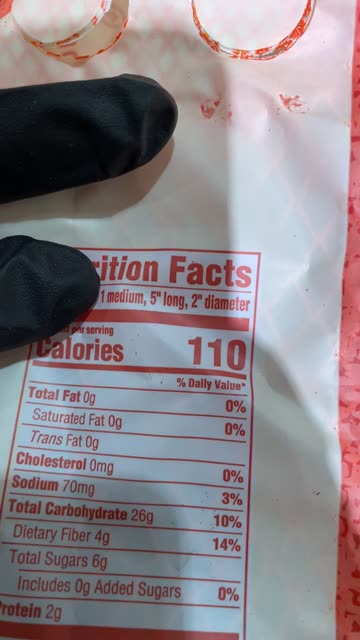 Facts
1 medium, 5" long, 2" diameter
per serving
Calories 110
% Daily Value*
Total Fat 0g 0%
Saturated Fat 0g 0%
Trans Fat 0g
Cholesterol 0mg 0%
Sodium 70mg 3%
Total Carbohydrate 26g 10%
Dietary Fiber 4g 14%
Total Sugars 6g
Includes 0g Added Sugars 0%
Protein 2g